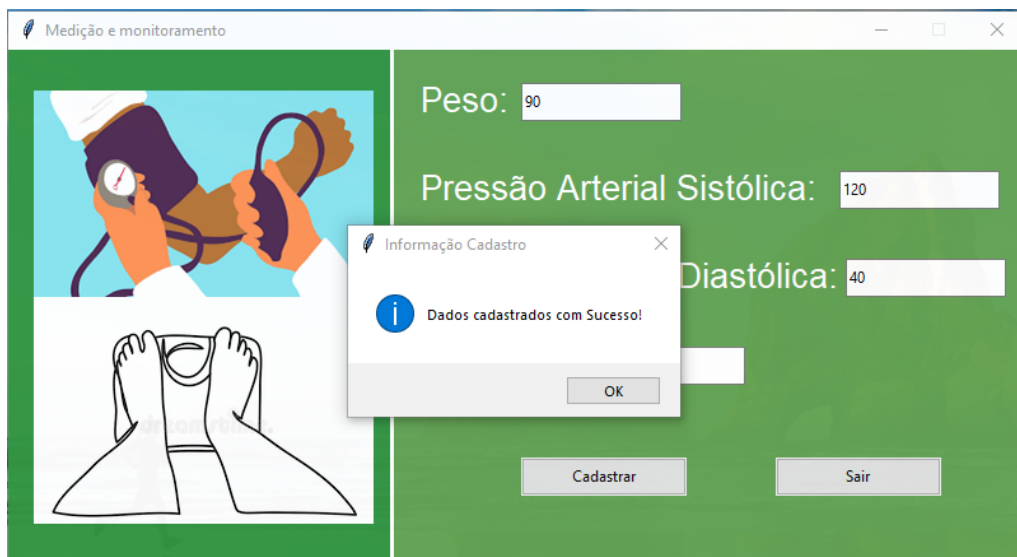 Medição e monitoramento
Peso: 90
Pressão Arterial Sistólica: 120
Informação Cadastro
Diastólica: 40
Dados cadastrados com Sucesso!
OK
dreamstime.
Cadastrar
Sair